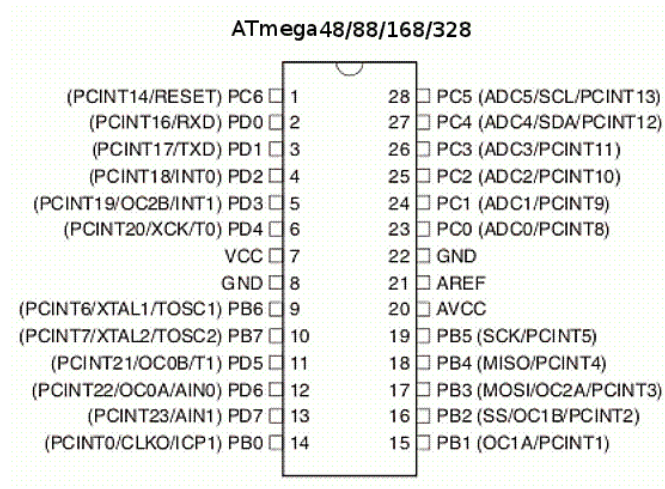 ATmega48/88/168/328
(PCINT14/RESET) PC6 1 28 PC5 (ADC5/SCL/PCINT13)
(PCINT16/RXD) PD0 2 27 PC4 (ADC4/SDA/PCINT12)
(PCINT17/TXD) PD1 3 26 PC3 (ADC3/PCINT11)
(PCINT18/INT0) PD2 4 25 PC2 (ADC2/PCINT10)
(PCINT19/OC2B/INT1) PD3 5 24 PC1 (ADC1/PCINT9)
(PCINT20/XCK/T0) PD4 6 23 PC0 (ADC0/PCINT8)
VCC 7 22 GND
GND 8 21 AREF
(PCINT6/XTAL1/TOSC1) PB6 9 20 AVCC
(PCINT7/XTAL2/TOSC2) PB7 10 19 PB5 (SCK/PCINT5)
(PCINT21/OC0B/T1) PD5 11 18 PB4 (MISO/PCINT4)
(PCINT22/OC0A/AIN0) PD6 12 17 PB3 (MOSI/OC2A/PCINT3)
(PCINT23/AIN1) PD7 13 16 PB2 (SS/OC1B/PCINT2)
(PCINT0/CLKO/ICP1) PB0 14 15 PB1 (OC1A/PCINT1)